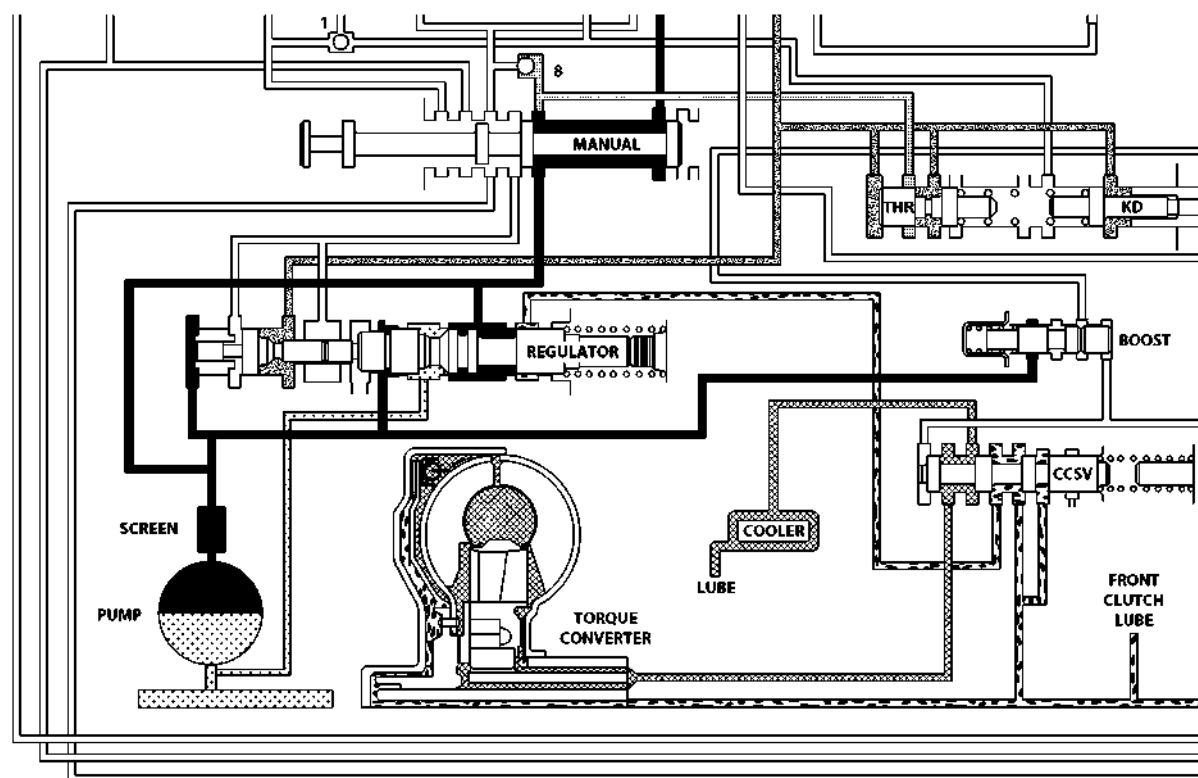 1
8
MANUAL
THR
KD
REGULATOR
BOOST
CCSV
SCREEN
COOLER
PUMP
LUBE
TORQUE
CONVERTER
FRONT
CLUTCH
LUBE